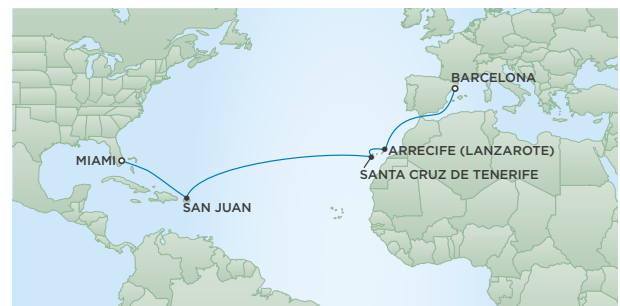 BARCELONA
ARRECIFE (LANZAROTE)
MIAMI
SANTA CRUZ DE TENERIFE
SAN JUAN